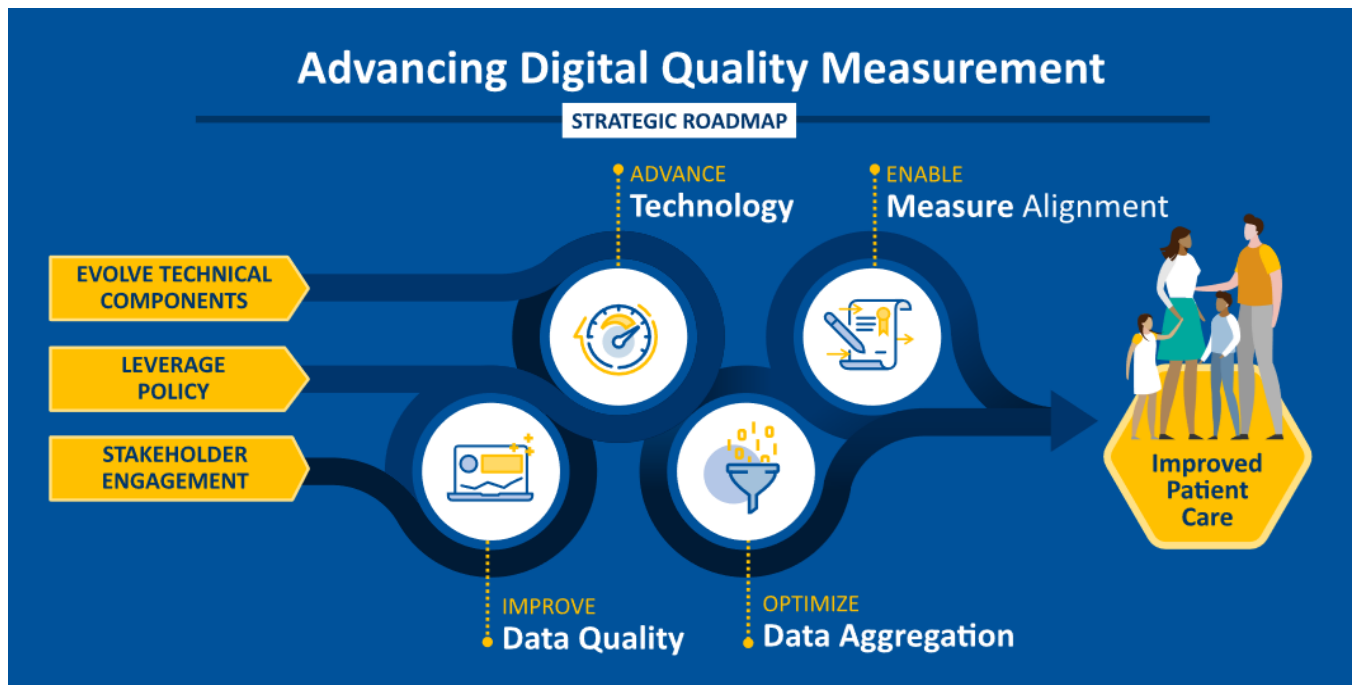 Advancing Digital Quality Measurement
STRATEGIC ROADMAP
ADVANCE
Technology
ENABLE
Measure Alignment
EVOLVE TECHNICAL
COMPONENTS
LEVERAGE
POLICY
STAKEHOLDER
ENGAGEMENT
IMPROVE
Data Quality
OPTIMIZE
Data Aggregation
Improved
Patient
Care